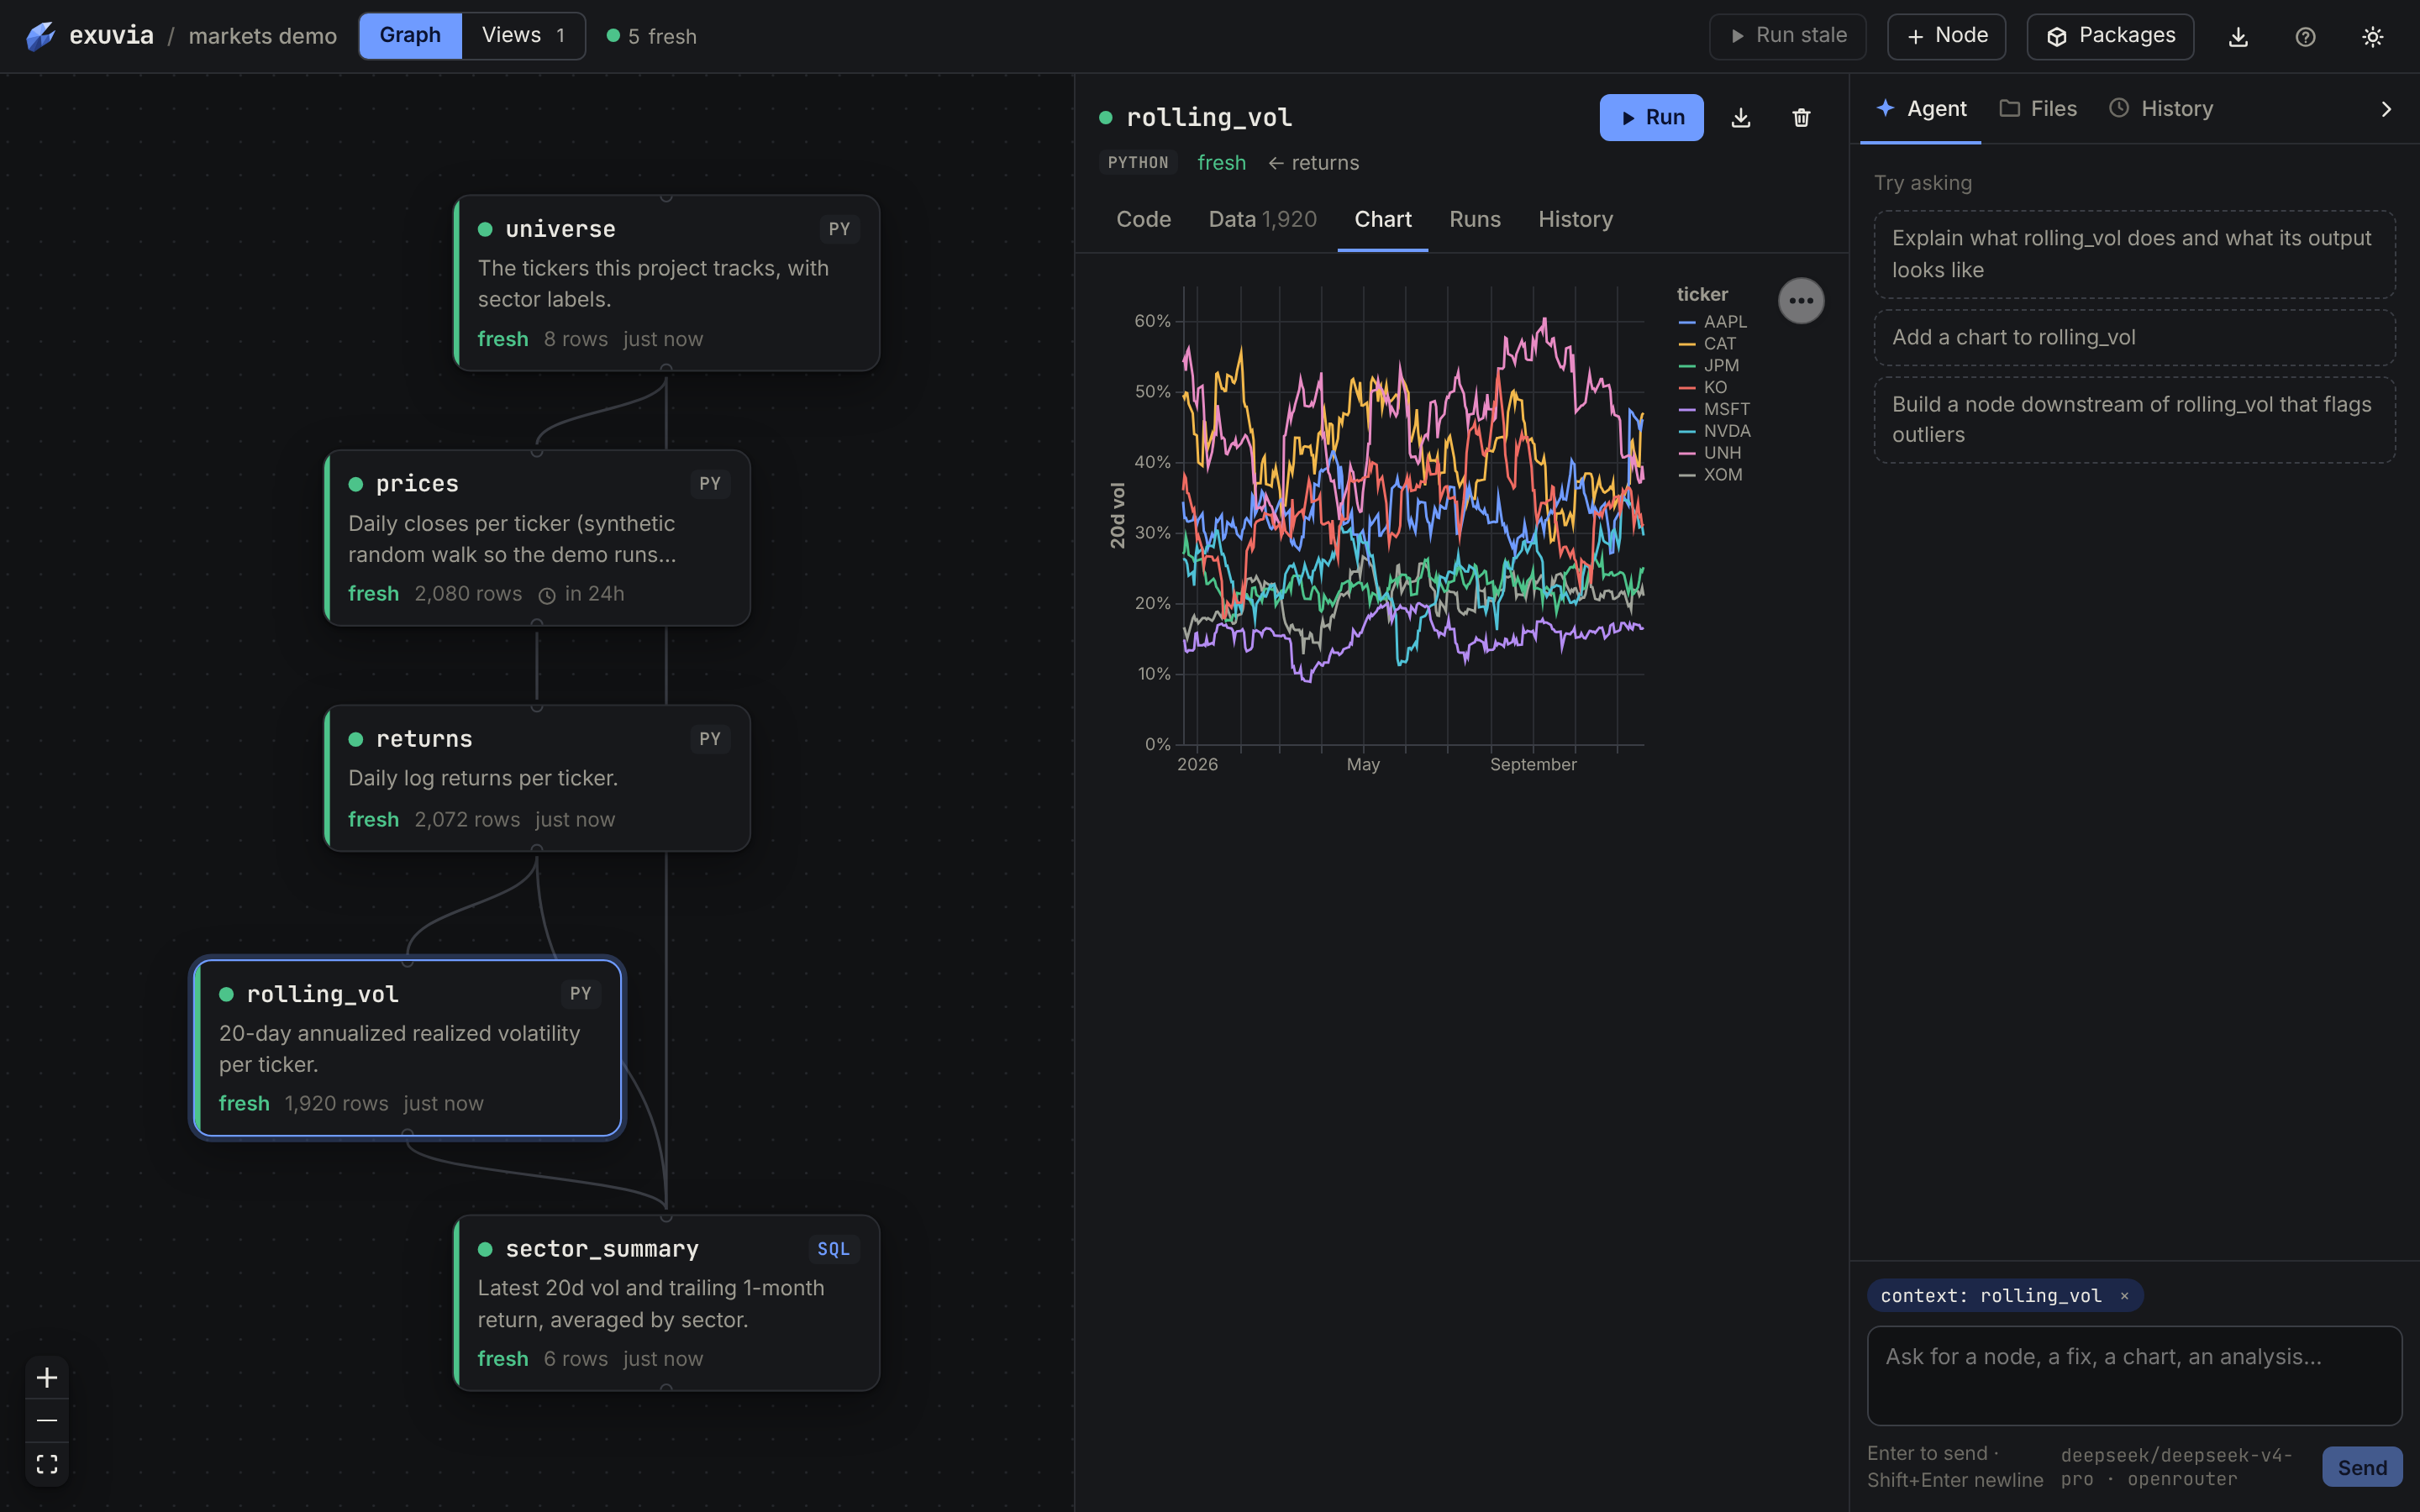 exuvia / markets demo
Graph
Views 1
5 fresh
Run stale
Node
Packages
universe
PY
The tickers this project tracks, with
sector labels.
fresh 8 rows just now
prices
PY
Daily closes per ticker (synthetic
random walk so the demo runs...
fresh 2,080 rows in 24h
returns
PY
Daily log returns per ticker.
fresh 2,072 rows just now
rolling_vol
PY
20-day annualized realized volatility
per ticker.
fresh 1,920 rows just now
sector_summary
SQL
Latest 20d vol and trailing 1-month
return, averaged by sector.
fresh 6 rows just now
rolling_vol
Run
PYTHON fresh ← returns
Code Data 1,920 Chart Runs History
20d vol
60%
50%
40%
30%
20%
10%
0%
2026 May September
ticker
AAPL
CAT
JPM
KO
MSFT
NVDA
UNH
XOM
Agent Files History
Try asking
Explain what rolling_vol does and what its output
looks like
Add a chart to rolling_vol
Build a node downstream of rolling_vol that flags
outliers
context: rolling_vol ×
Ask for a node, a fix, a chart, an analysis...
Enter to send ·
Shift+Enter newline
deepseek/deepseek-v4-
pro · openrouter
Send